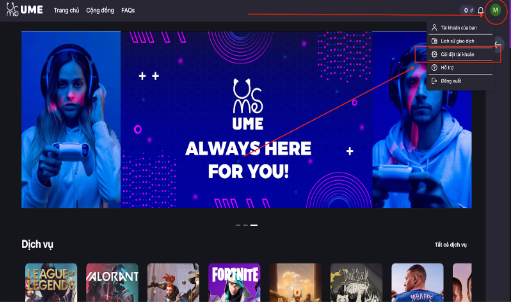 UME
Trang chủ
Cộng đồng
FAQs
0 đ
M
Tài khoản của bạn
Lịch sử giao dịch
Cài đặt tài khoản
Hỗ trợ
Đăng xuất
UME
ALWAYS HERE
FOR YOU!
Dịch vụ
Tất cả dịch vụ
LEAGUE OF
LEGENDS
VALORANT
FORTNITE